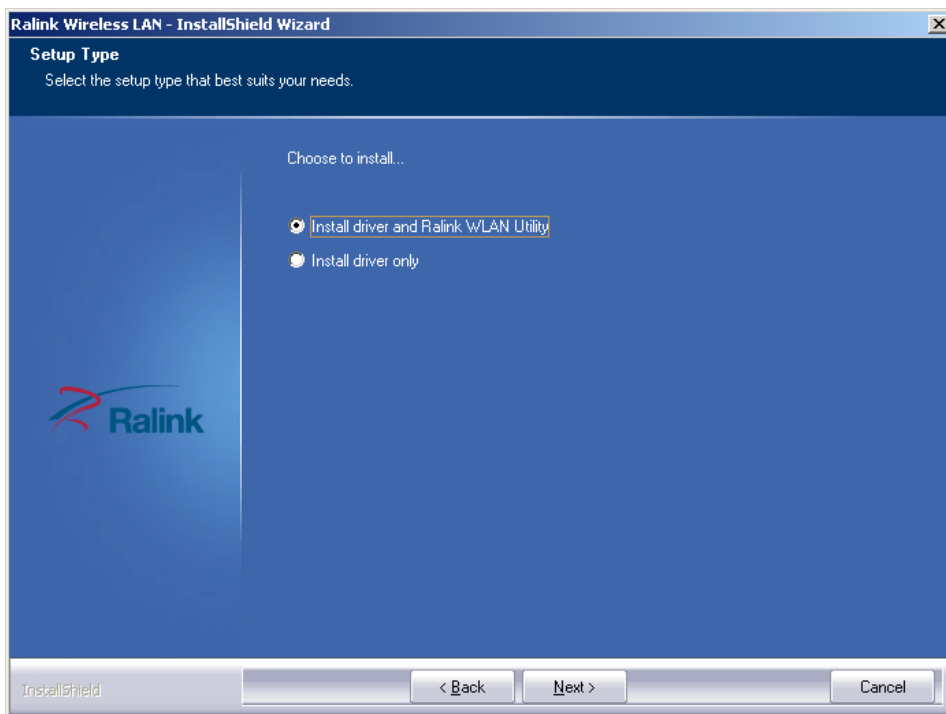 Ralink Wireless LAN - InstallShield Wizard
Setup Type
Select the setup type that best suits your needs.
Choose to install...
Install driver and Ralink WLAN Utility
Install driver only
Ralink
InstallShield
< Back
Next >
Cancel